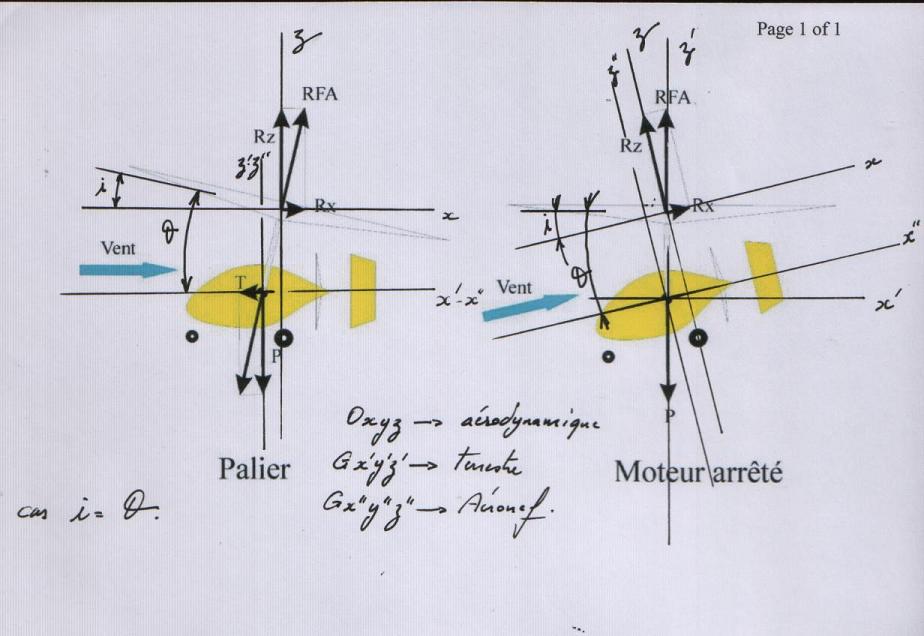 Page 1 of 1
z
RFA
Rz
z'z"
Rx
x
i
θ
Vent
T
x'-x"
P
z
z'
RFA
Rz
x
Rx
i
x"
θ
Vent
x'
P
Oxyz → aérodynamique
Palier
Gx'y'z' → terrestre
Moteur arrêté
Gx"y"z" → Aéronef.
cas i = θ.